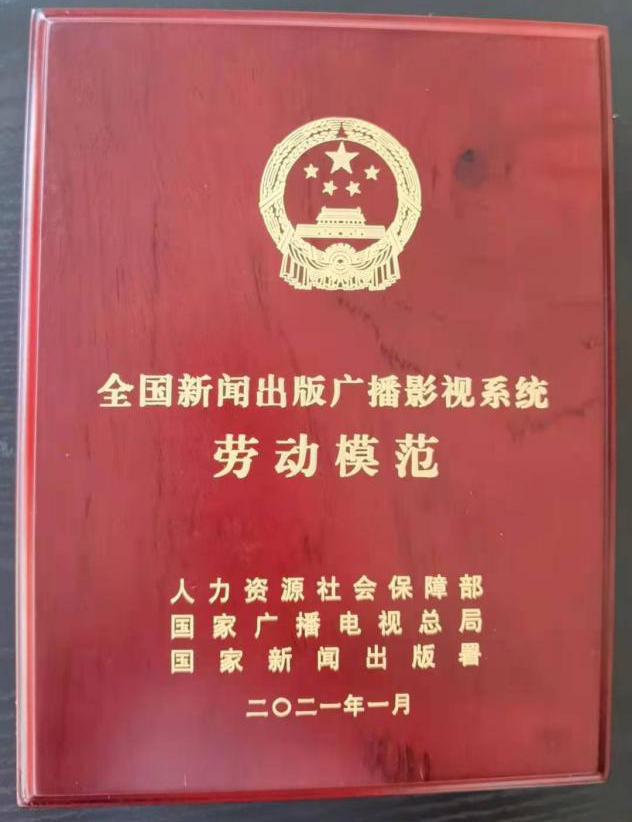 全国新闻出版广播影视系统
劳动模范
人力资源社会保障部
国家广播电视总局
国家新闻出版署
二〇二一年一月